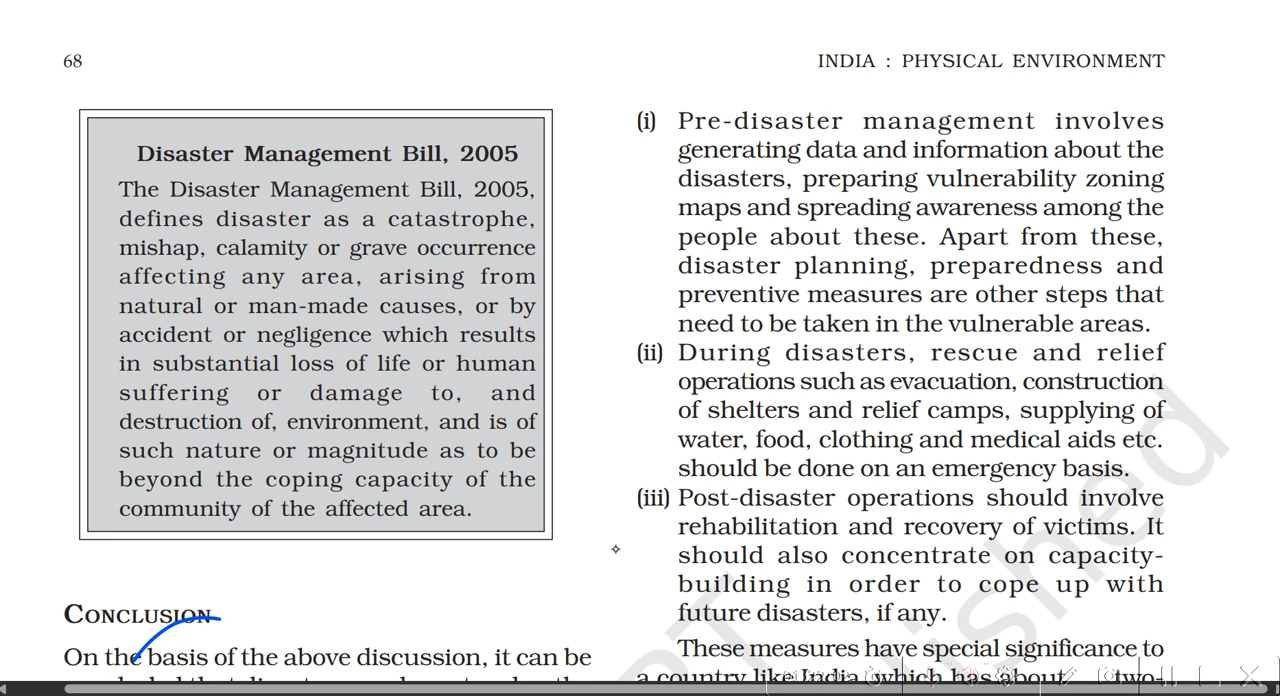 68
INDIA : PHYSICAL ENVIRONMENT
Disaster Management Bill, 2005
The Disaster Management Bill, 2005,
defines disaster as a catastrophe,
mishap, calamity or grave occurrence
affecting any area, arising from
natural or man-made causes, or by
accident or negligence which results
in substantial loss of life or human
suffering or damage to, and
destruction of, environment, and is of
such nature or magnitude as to be
beyond the coping capacity of the
community of the affected area.
CONCLUSION
On the basis of the above discussion, it can be
(i) Pre-disaster management involves
generating data and information about the
disasters, preparing vulnerability zoning
maps and spreading awareness among the
people about these. Apart from these,
disaster planning, preparedness and
preventive measures are other steps that
need to be taken in the vulnerable areas.
(ii) During disasters, rescue and relief
operations such as evacuation, construction
of shelters and relief camps, supplying of
water, food, clothing and medical aids etc.
should be done on an emergency basis.
(iii) Post-disaster operations should involve
rehabilitation and recovery of victims. It
should also concentrate on capacity-
building in order to cope up with
future disasters, if any.
These measures have special significance to
a country like India, which has about two-